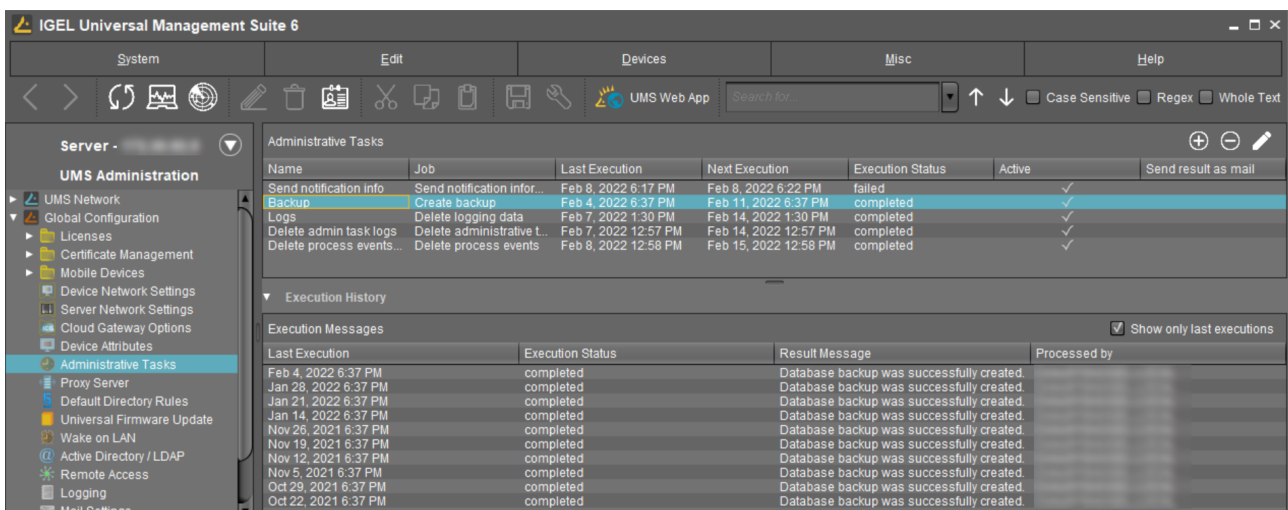 IGEL Universal Management Suite 6
System Edit Devices Misc Help
UMS Web App Search for... Case Sensitive Regex Whole Text
Server -
UMS Administration
UMS Network
Global Configuration
Licenses
Certificate Management
Mobile Devices
Device Network Settings
Server Network Settings
Cloud Gateway Options
Device Attributes
Administrative Tasks
Proxy Server
Default Directory Rules
Universal Firmware Update
Wake on LAN
Active Directory / LDAP
Remote Access
Logging
Mail Settings
Administrative Tasks
Name Job Last Execution Next Execution Execution Status Active Send result as mail
Send notification info Send notification infor... Feb 8, 2022 6:17 PM Feb 8, 2022 6:22 PM failed
Backup Create backup Feb 4, 2022 6:37 PM Feb 11, 2022 6:37 PM completed
Logs Delete logging data Feb 7, 2022 1:30 PM Feb 14, 2022 1:30 PM completed
Delete admin task logs Delete administrative t... Feb 7, 2022 12:57 PM Feb 14, 2022 12:57 PM completed
Delete process events... Delete process events Feb 8, 2022 12:58 PM Feb 15, 2022 12:58 PM completed
Execution History
Execution Messages Show only last executions
Last Execution Execution Status Result Message Processed by
Feb 4, 2022 6:37 PM completed Database backup was successfully created.
Jan 28, 2022 6:37 PM completed Database backup was successfully created.
Jan 21, 2022 6:37 PM completed Database backup was successfully created.
Jan 14, 2022 6:37 PM completed Database backup was successfully created.
Nov 26, 2021 6:37 PM completed Database backup was successfully created.
Nov 19, 2021 6:37 PM completed Database backup was successfully created.
Nov 12, 2021 6:37 PM completed Database backup was successfully created.
Nov 5, 2021 6:37 PM completed Database backup was successfully created.
Oct 29, 2021 6:37 PM completed Database backup was successfully created.
Oct 22, 2021 6:37 PM completed Database backup was successfully created.